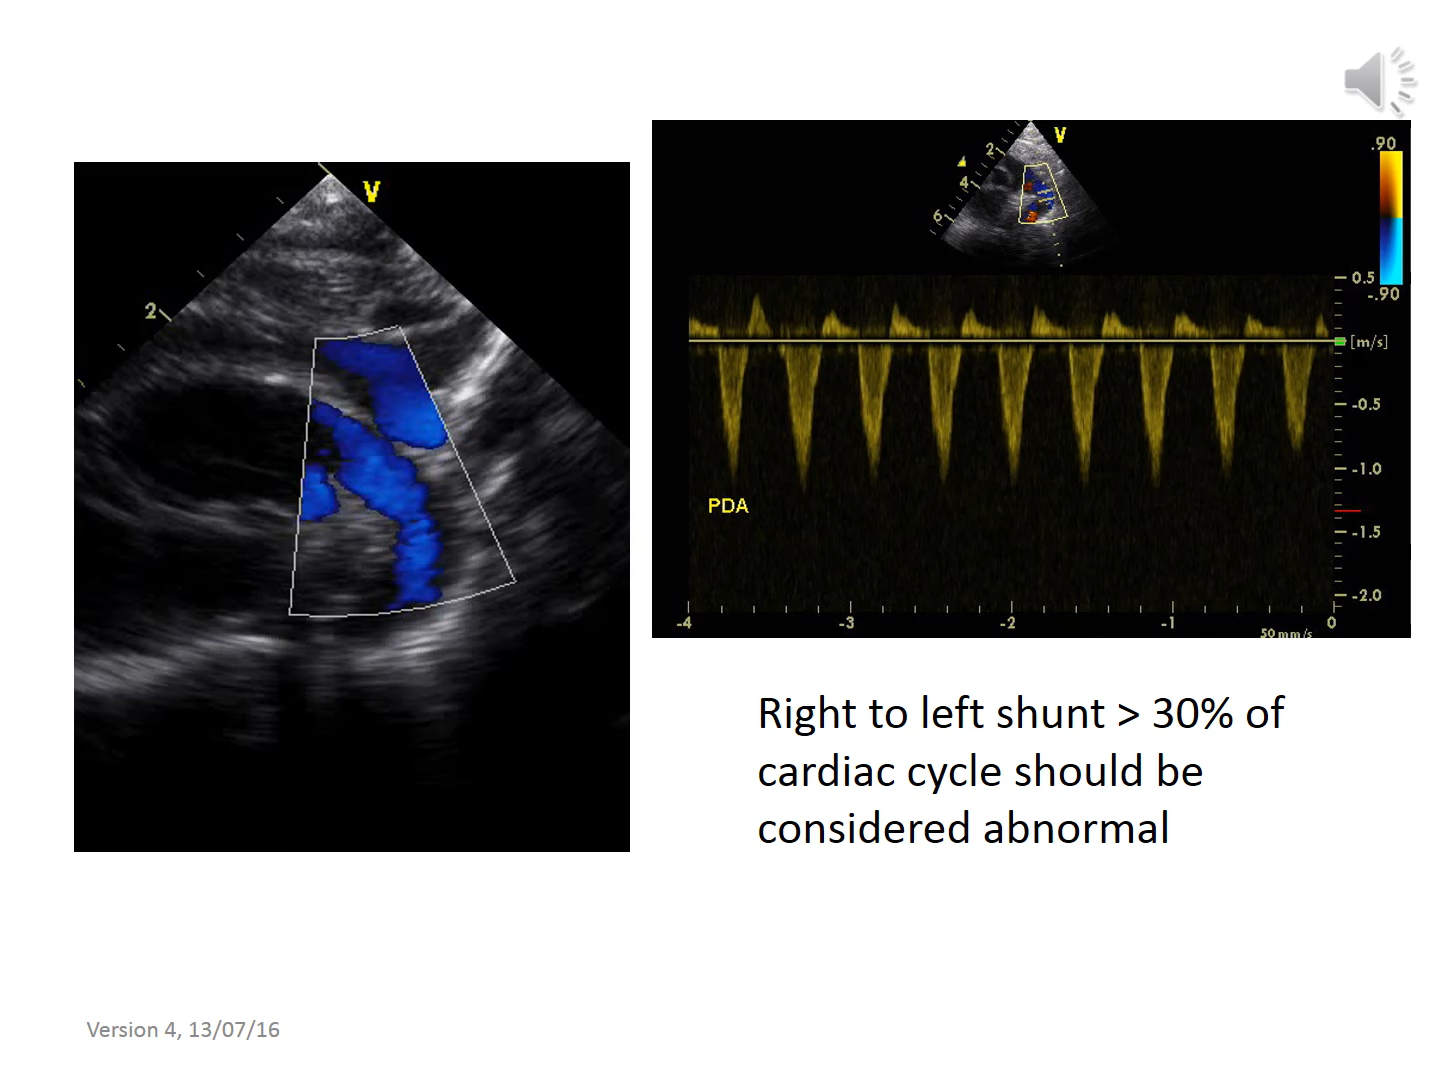 V
2
V
2
4
6
.90
-.90
0.5
[m/s]
-0.5
-1.0
PDA
-1.5
-2.0
-4
-3
-2
-1
0
50 mm/s
Right to left shunt > 30% of
cardiac cycle should be
considered abnormal
Version 4, 13/07/16